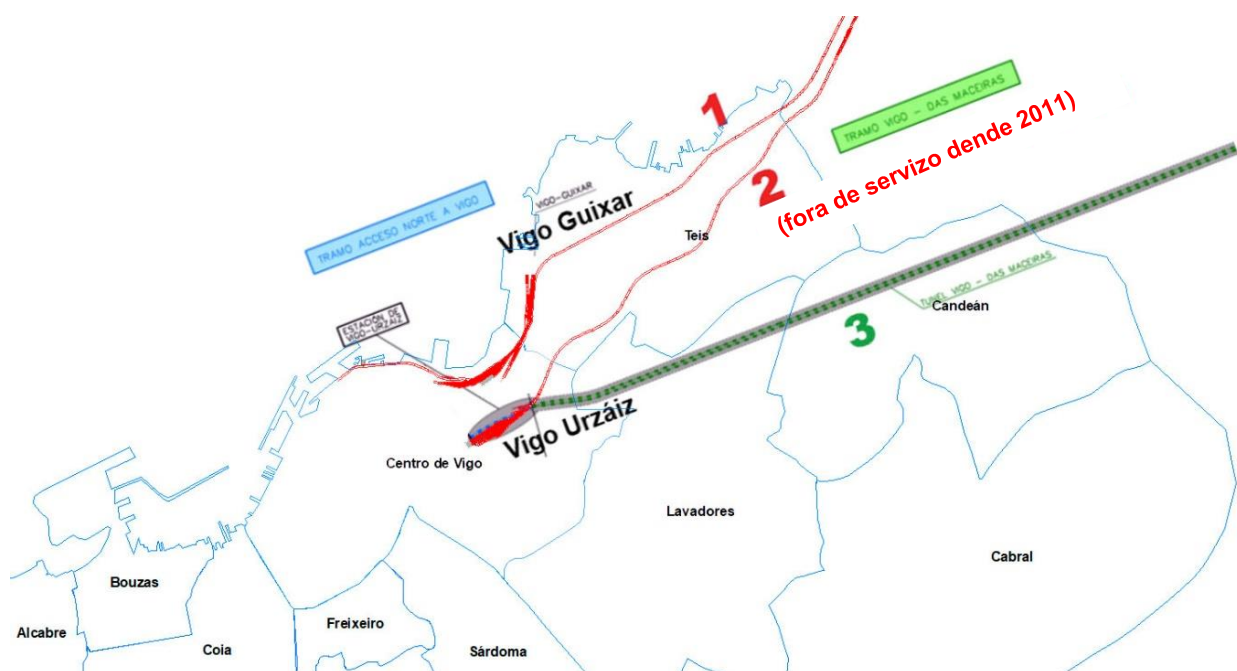 1
TRAMO VIGO - DAS MACEIRAS
(fora de servizo dende 2011)
2
VIGO-GUIXAR
Vigo Guixar
TRAMO ACCESO NORTE A VIGO
Teis
TUNEL VIGO - DAS MACEIRAS
Candeán
3
ESTACIÓN DE
VIGO-URZAIZ
Vigo Urzáiz
Centro de Vigo
Lavadores
Cabral
Bouzas
Alcabre
Coia
Freixeiro
Sárdoma